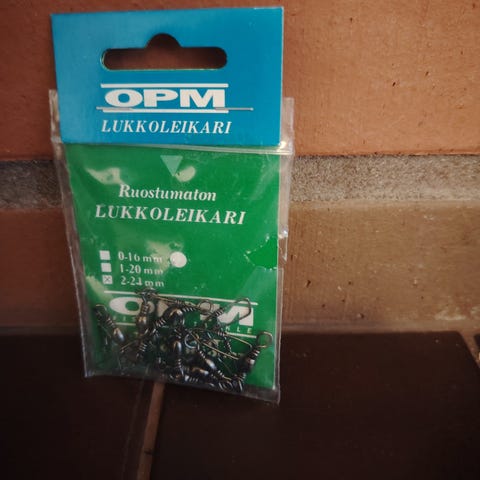 OPM
LUKKOLEIKARI
Ruostumaton
LUKKOLEIKARI
0-16 mm
1-20 mm
2-24 mm
OPM